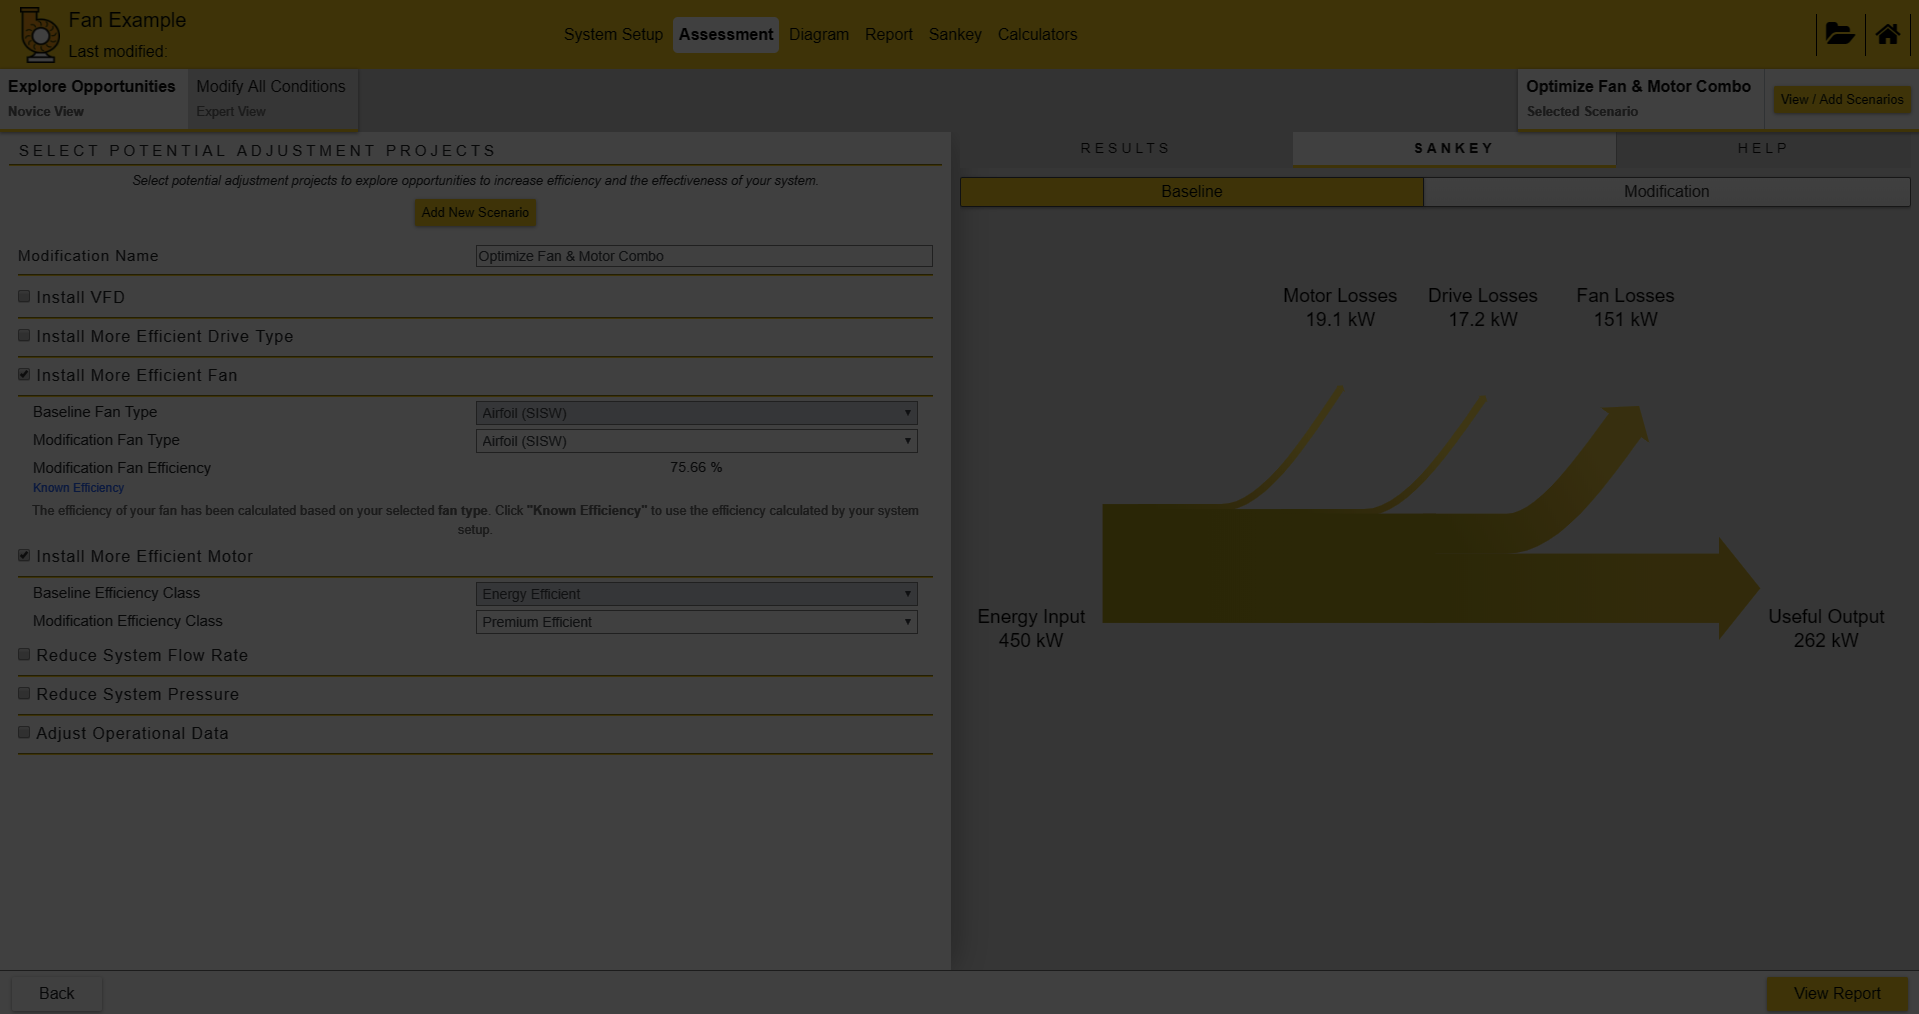 Fan Example
Last modified:
System Setup Assessment Diagram Report Sankey Calculators
Explore Opportunities
Novice View
Modify All Conditions
Expert View
Optimize Fan & Motor Combo
Selected Scenario
View / Add Scenarios
SELECT POTENTIAL ADJUSTMENT PROJECTS
Select potential adjustment projects to explore opportunities to increase efficiency and the effectiveness of your system.
Add New Scenario
Modification Name
Optimize Fan & Motor Combo
Install VFD
Install More Efficient Drive Type
Install More Efficient Fan
Baseline Fan Type
Airfoil (SISW)
Modification Fan Type
Airfoil (SISW)
Modification Fan Efficiency
75.66 %
Known Efficiency
The efficiency of your fan has been calculated based on your selected fan type. Click "Known Efficiency" to use the efficiency calculated by your system
setup.
Install More Efficient Motor
Baseline Efficiency Class
Energy Efficient
Modification Efficiency Class
Premium Efficient
Reduce System Flow Rate
Reduce System Pressure
Adjust Operational Data
RESULTS SANKEY HELP
Baseline Modification
Motor Losses
19.1 kW
Drive Losses
17.2 kW
Fan Losses
151 kW
Energy Input
450 kW
Useful Output
262 kW
Back
View Report